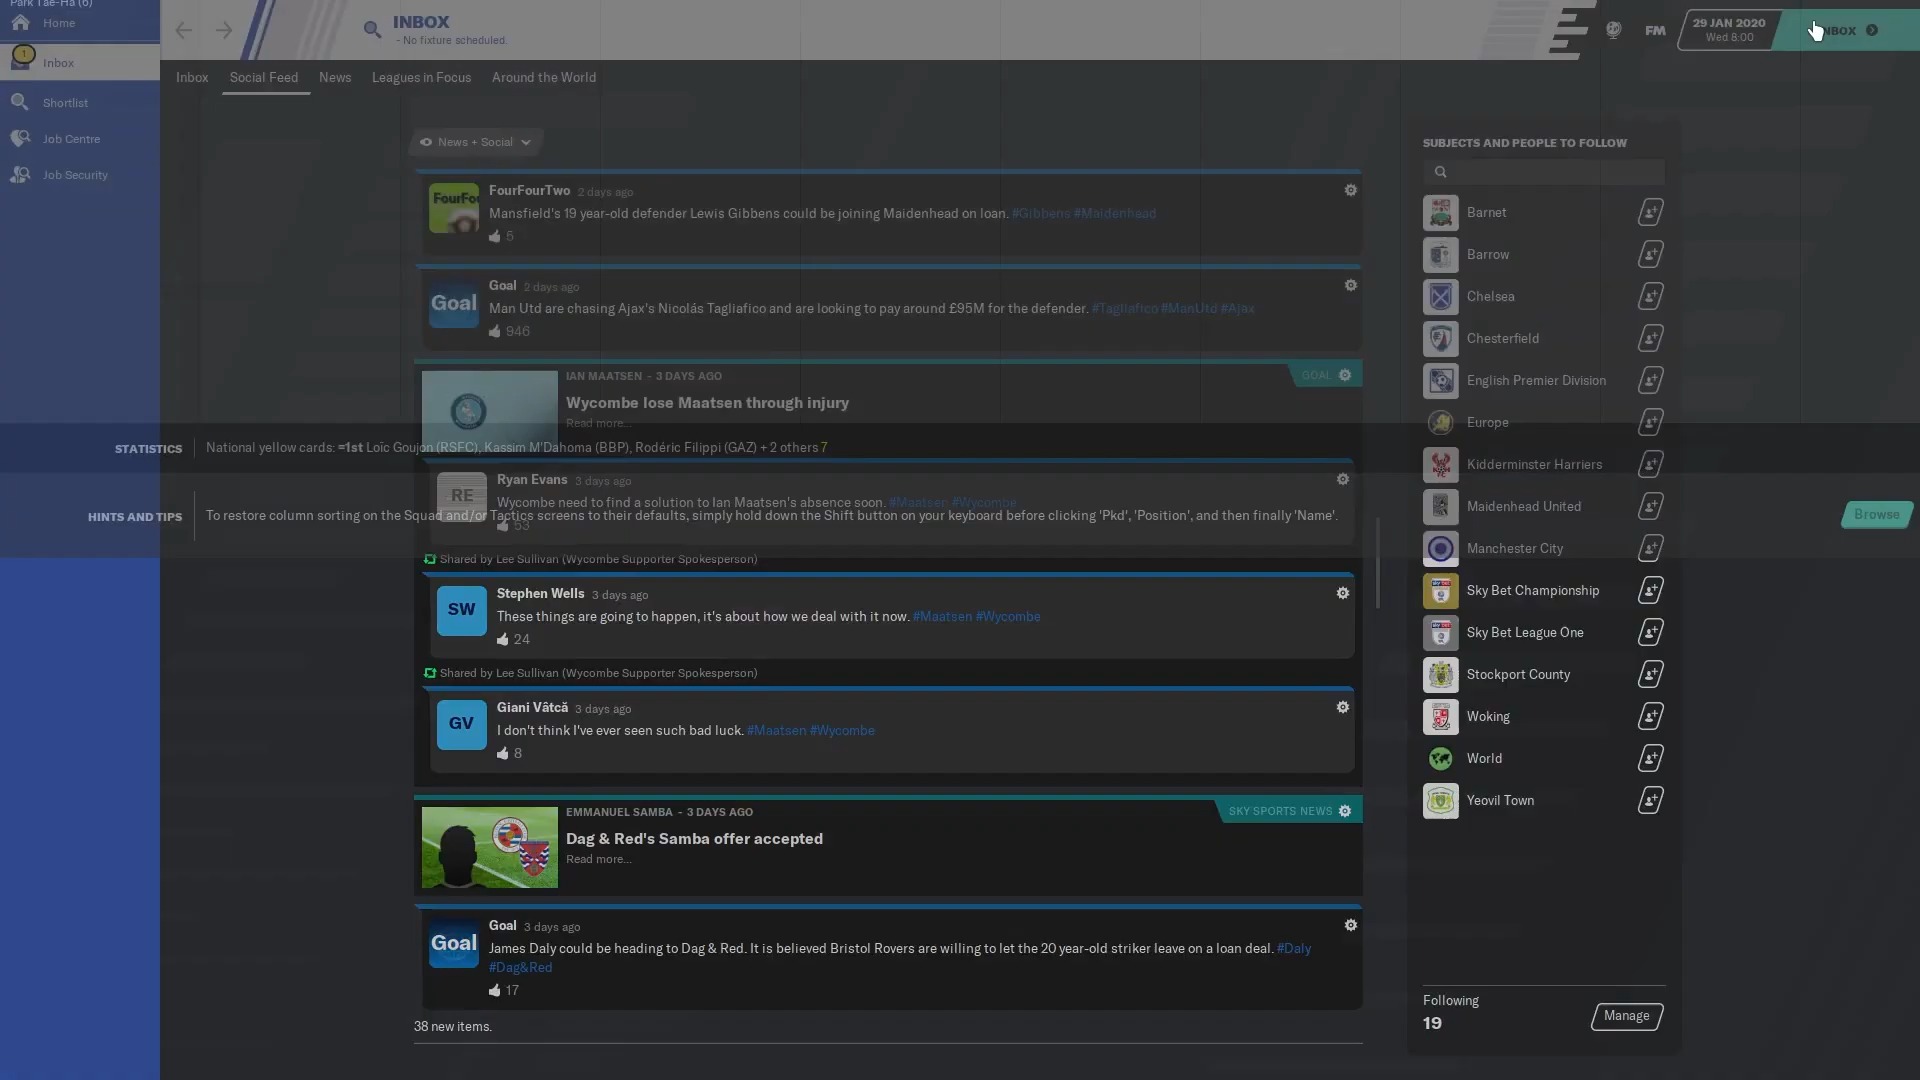 Park Tae-Ha (6)
Home
1
Inbox
Shortlist
Job Centre
Job Security
INBOX
- No fixture scheduled.
FM
29 JAN 2020
Wed 8:00
INBOX
Inbox
Social Feed
News
Leagues in Focus
Around the World
News + Social
FourFourTwo 2 days ago
Mansfield's 19 year-old defender Lewis Gibbens could be joining Maidenhead on loan. #Gibbens #Maidenhead
5
Goal
Goal 2 days ago
Man Utd are chasing Ajax's Nicolás Tagliafico and are looking to pay around £95M for the defender. #Tagliafico #ManUtd #Ajax
946
IAN MAATSEN - 3 DAYS AGO
GOAL
Wycombe lose Maatsen through injury
Read more...
STATISTICS
National yellow cards: =1st Loïc Goujon (RSFC), Kassim M'Dahoma (BBP), Rodéric Filippi (GAZ) + 2 others 7
RE
Ryan Evans 3 days ago
Wycombe need to find a solution to Ian Maatsen's absence soon. #Maatsen #Wycombe
53
HINTS AND TIPS
To restore column sorting on the Squad and/or Tactics screens to their defaults, simply hold down the Shift button on your keyboard before clicking 'Pkd', 'Position', and then finally 'Name'.
Browse
Shared by Lee Sullivan (Wycombe Supporter Spokesperson)
SW
Stephen Wells 3 days ago
These things are going to happen, it's about how we deal with it now. #Maatsen #Wycombe
24
Shared by Lee Sullivan (Wycombe Supporter Spokesperson)
GV
Giani Vâtcă 3 days ago
I don't think I've ever seen such bad luck. #Maatsen #Wycombe
8
EMMANUEL SAMBA - 3 DAYS AGO
SKY SPORTS NEWS
Dag & Red's Samba offer accepted
Read more...
Goal
Goal 3 days ago
James Daly could be heading to Dag & Red. It is believed Bristol Rovers are willing to let the 20 year-old striker leave on a loan deal. #Daly
#Dag&Red
17
38 new items.
SUBJECTS AND PEOPLE TO FOLLOW
Barnet
Barrow
Chelsea
Chesterfield
English Premier Division
Europe
Kidderminster Harriers
Maidenhead United
Manchester City
Sky Bet Championship
Sky Bet League One
Stockport County
Woking
World
Yeovil Town
Following
19
Manage